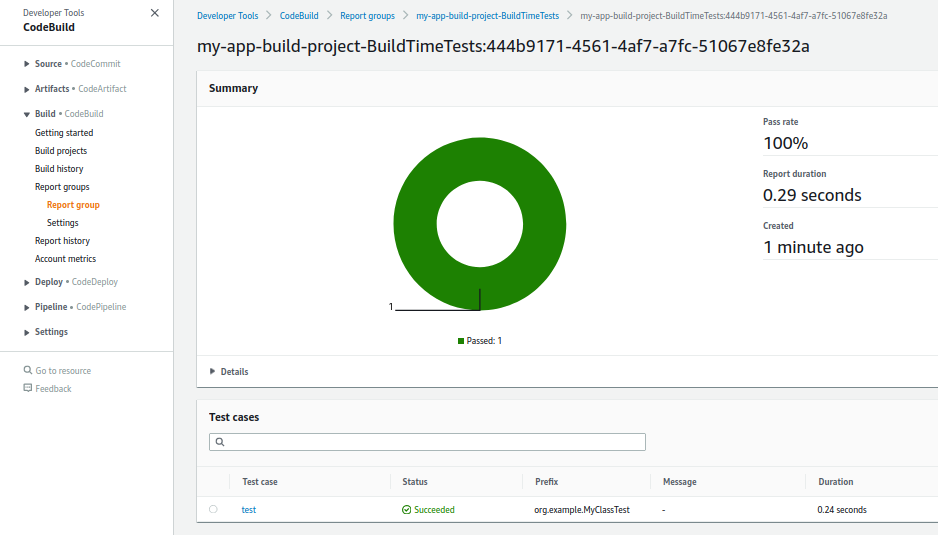 Developer Tools
CodeBuild
Source • CodeCommit
Artifacts • CodeArtifact
Build • CodeBuild
Getting started
Build projects
Build history
Report groups
Report group
Settings
Report history
Account metrics
Deploy • CodeDeploy
Pipeline • CodePipeline
Settings
Go to resource
Feedback
Developer Tools > CodeBuild > Report groups > my-app-build-project-BuildTimeTests > my-app-build-project-BuildTimeTests:444b9171-4561-4af7-a7fc-51067e8fe32a
my-app-build-project-BuildTimeTests:444b9171-4561-4af7-a7fc-51067e8fe32a
Summary
1
Passed: 1
Pass rate
100%
Report duration
0.29 seconds
Created
1 minute ago
Details
Test cases
Test case Status Prefix Message Duration
test Succeeded org.example.MyClassTest - 0.24 seconds